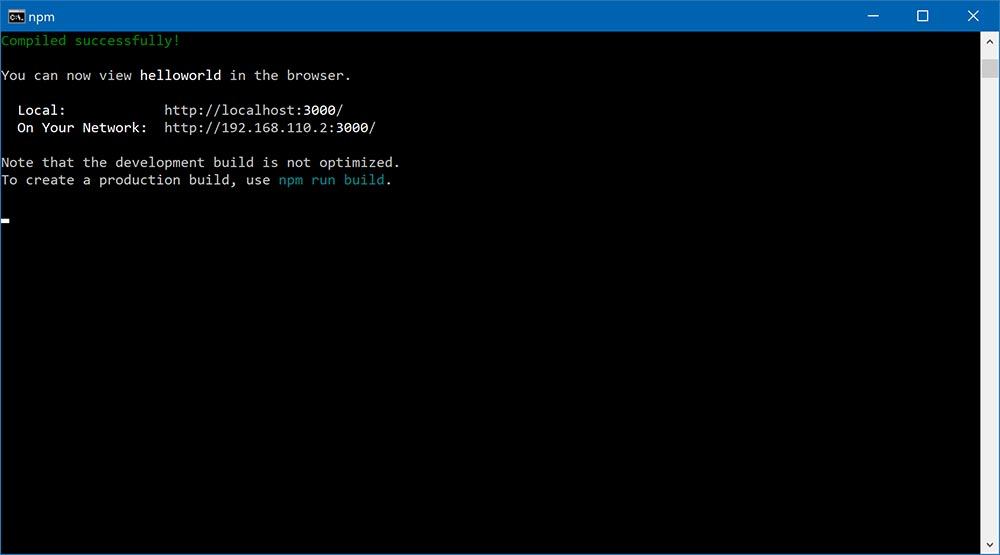 npm
Compiled successfully!
You can now view helloworld in the browser.
Local: http://localhost:3000/
On Your Network: http://192.168.110.2:3000/
Note that the development build is not optimized.
To create a production build, use npm run build.